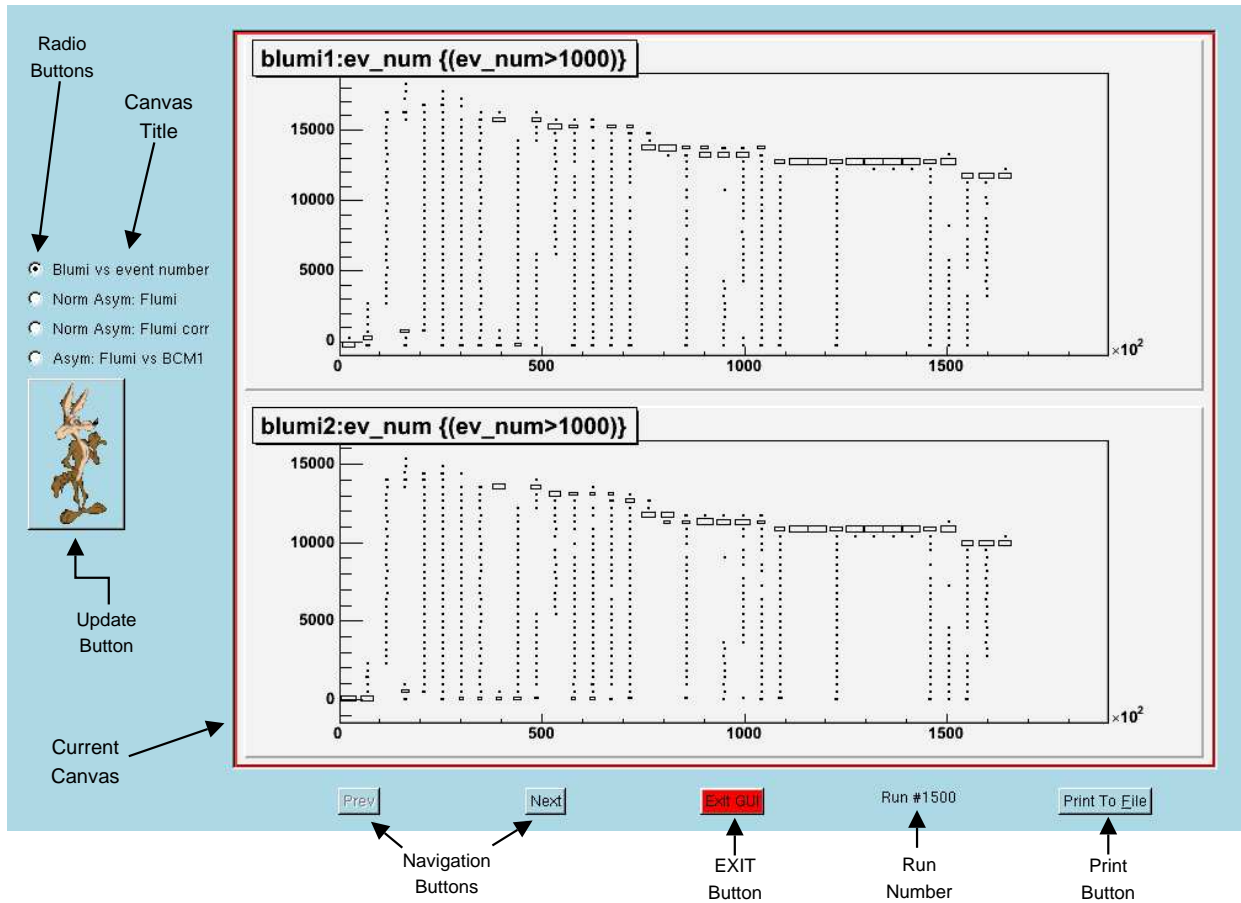 Radio
Buttons
Canvas
Title
Blumi vs event number
Norm Asym: Flumi
Norm Asym: Flumi corr
Asym: Flumi vs BCM1
Update
Button
Current
Canvas
blumi1:ev_num {(ev_num>1000)}
15000
10000
5000
0
0 500 1000 1500 ×10²
blumi2:ev_num {(ev_num>1000)}
15000
10000
5000
0
0 500 1000 1500 ×10²
Prev Next Exit GUI Run #1500 Print To File
Navigation
Buttons
EXIT
Button
Run
Number
Print
Button